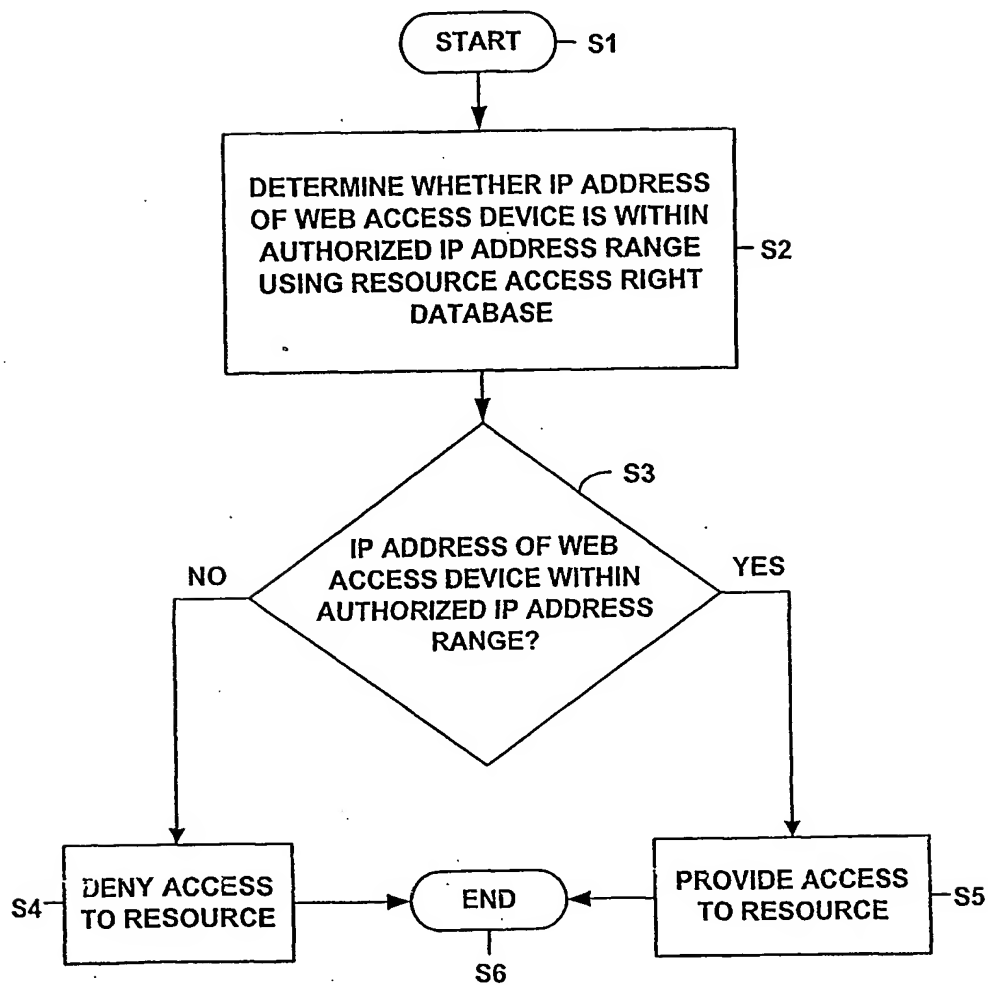 START
S1
DETERMINE WHETHER IP ADDRESS
OF WEB ACCESS DEVICE IS WITHIN
AUTHORIZED IP ADDRESS RANGE
USING RESOURCE ACCESS RIGHT
DATABASE
S2
S3
IP ADDRESS OF WEB
ACCESS DEVICE WITHIN
AUTHORIZED IP ADDRESS
RANGE?
NO
YES
S4
DENY ACCESS
TO RESOURCE
END
S6
PROVIDE ACCESS
TO RESOURCE
S5